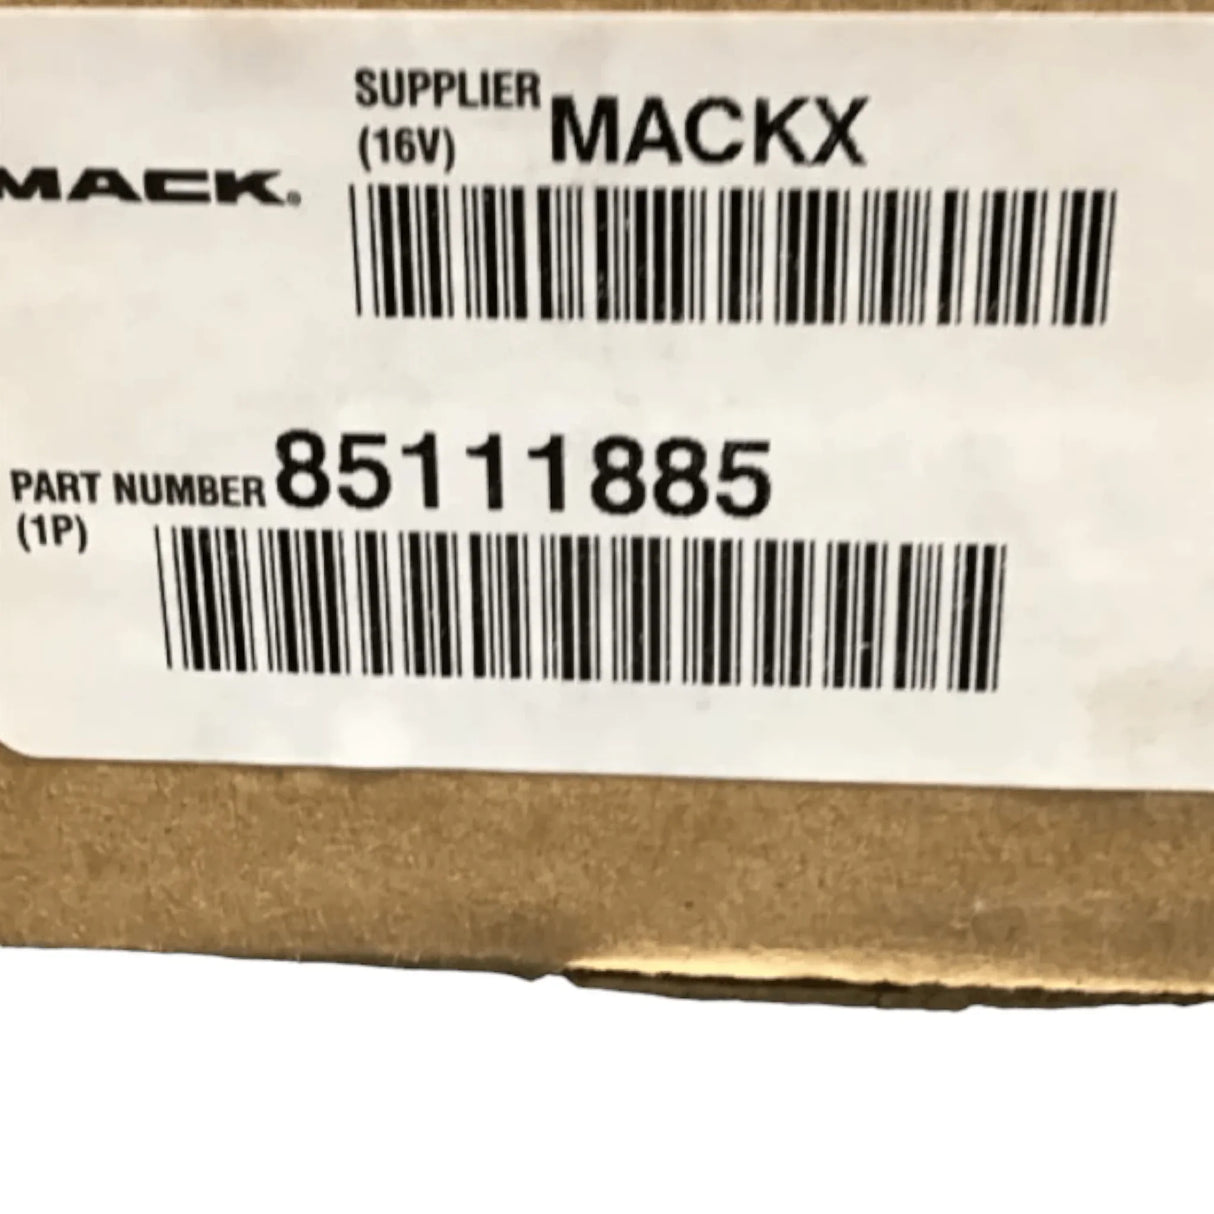 SUPPLIER MACKX
(16V)
MACK®
PART NUMBER 85111885
(1P)